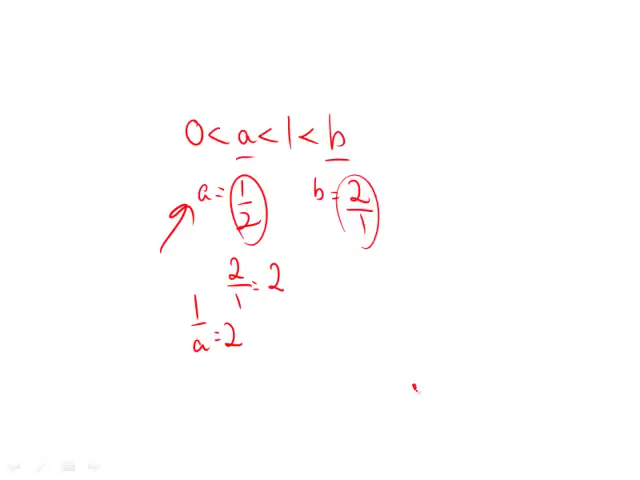 0 < a < 1 < b
a = 1/2 b = 2/1
2/1 = 2
1/a = 2